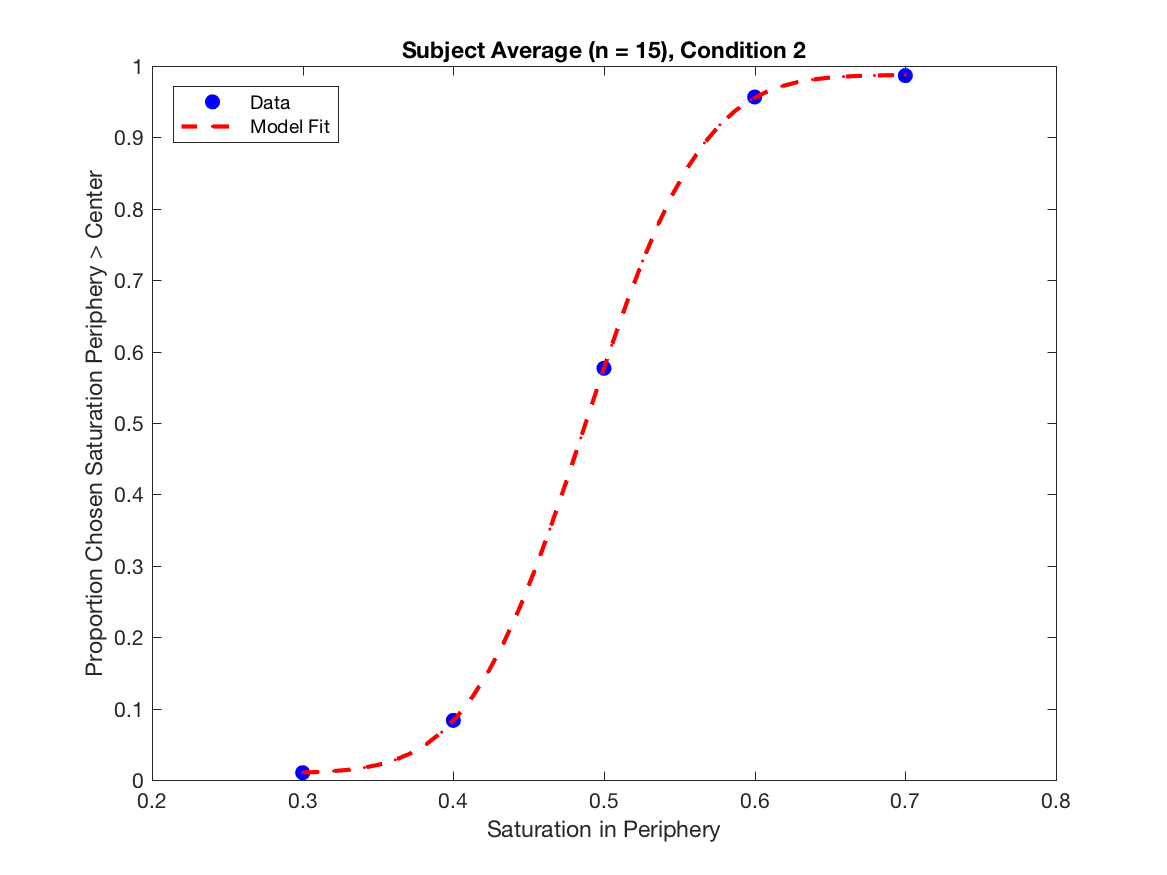 Subject Average (n = 15), Condition 2
Data
Model Fit
Proportion Chosen Saturation Periphery > Center
1
0.9
0.8
0.7
0.6
0.5
0.4
0.3
0.2
0.1
0
0.2 0.3 0.4 0.5 0.6 0.7 0.8
Saturation in Periphery